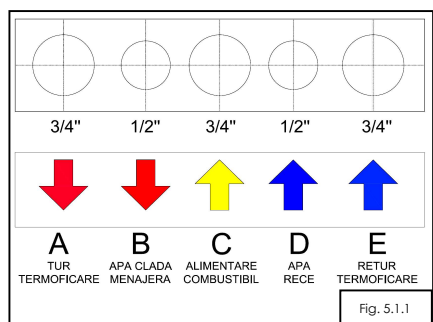 3/4" 1/2" 3/4" 1/2" 3/4"
A B C D E
TUR TERMOFICARE
APA CLADA MENAJERA
ALIMENTARE COMBUSTIBIL
APA RECE
RETUR TERMOFICARE
Fig. 5.1.1